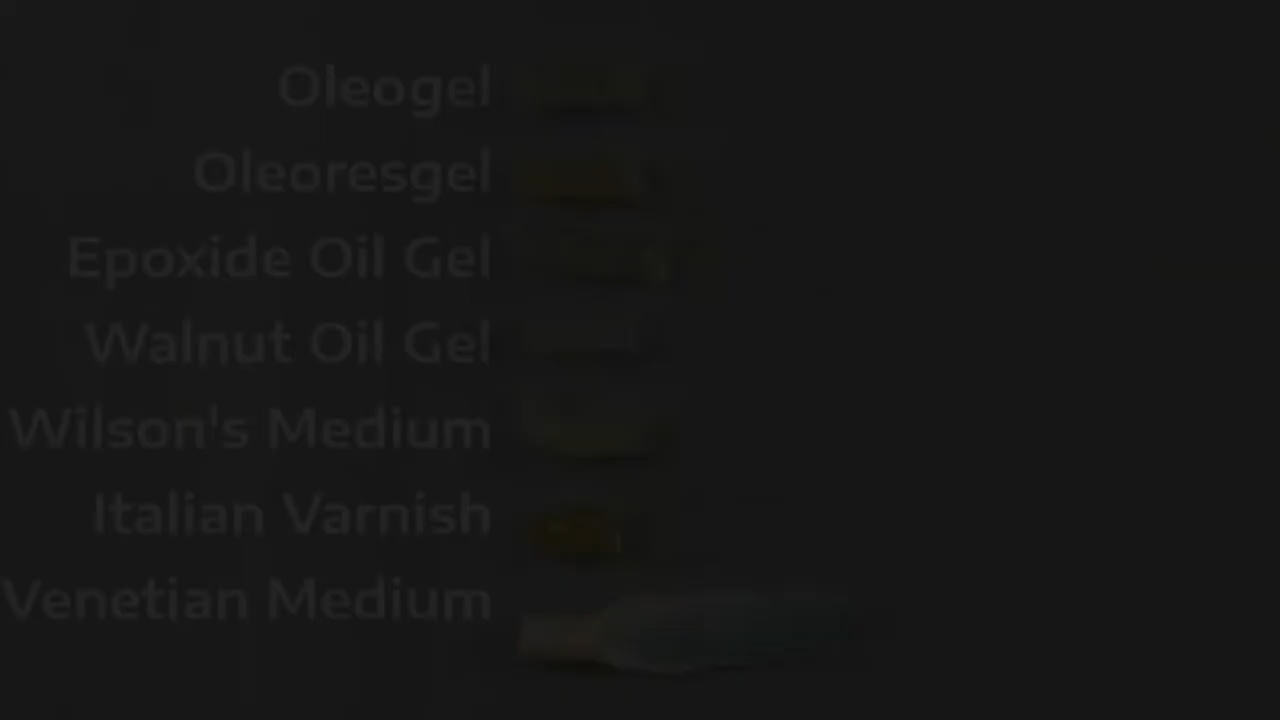 Oleogel
Oleoresgel
Epoxide Oil Gel
Walnut Oil Gel
Wilson's Medium
Italian Varnish
Venetian Medium